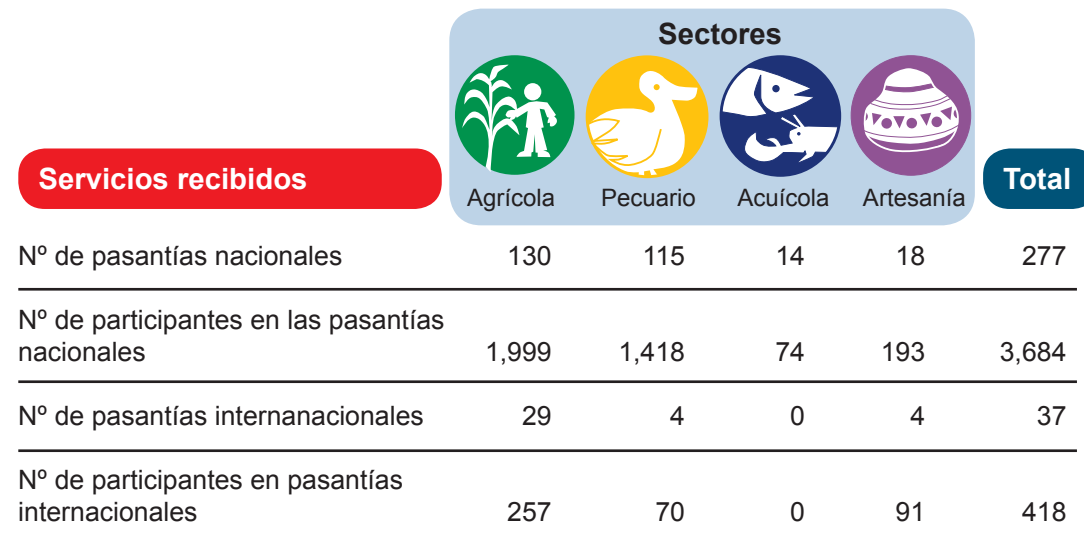 Sectores
Servicios recibidos
Agrícola Pecuario Acuícola Artesanía Total
Nº de pasantías nacionales 130 115 14 18 277
Nº de participantes en las pasantías
nacionales 1,999 1,418 74 193 3,684
Nº de pasantías internanacionales 29 4 0 4 37
Nº de participantes en pasantías
internacionales 257 70 0 91 418